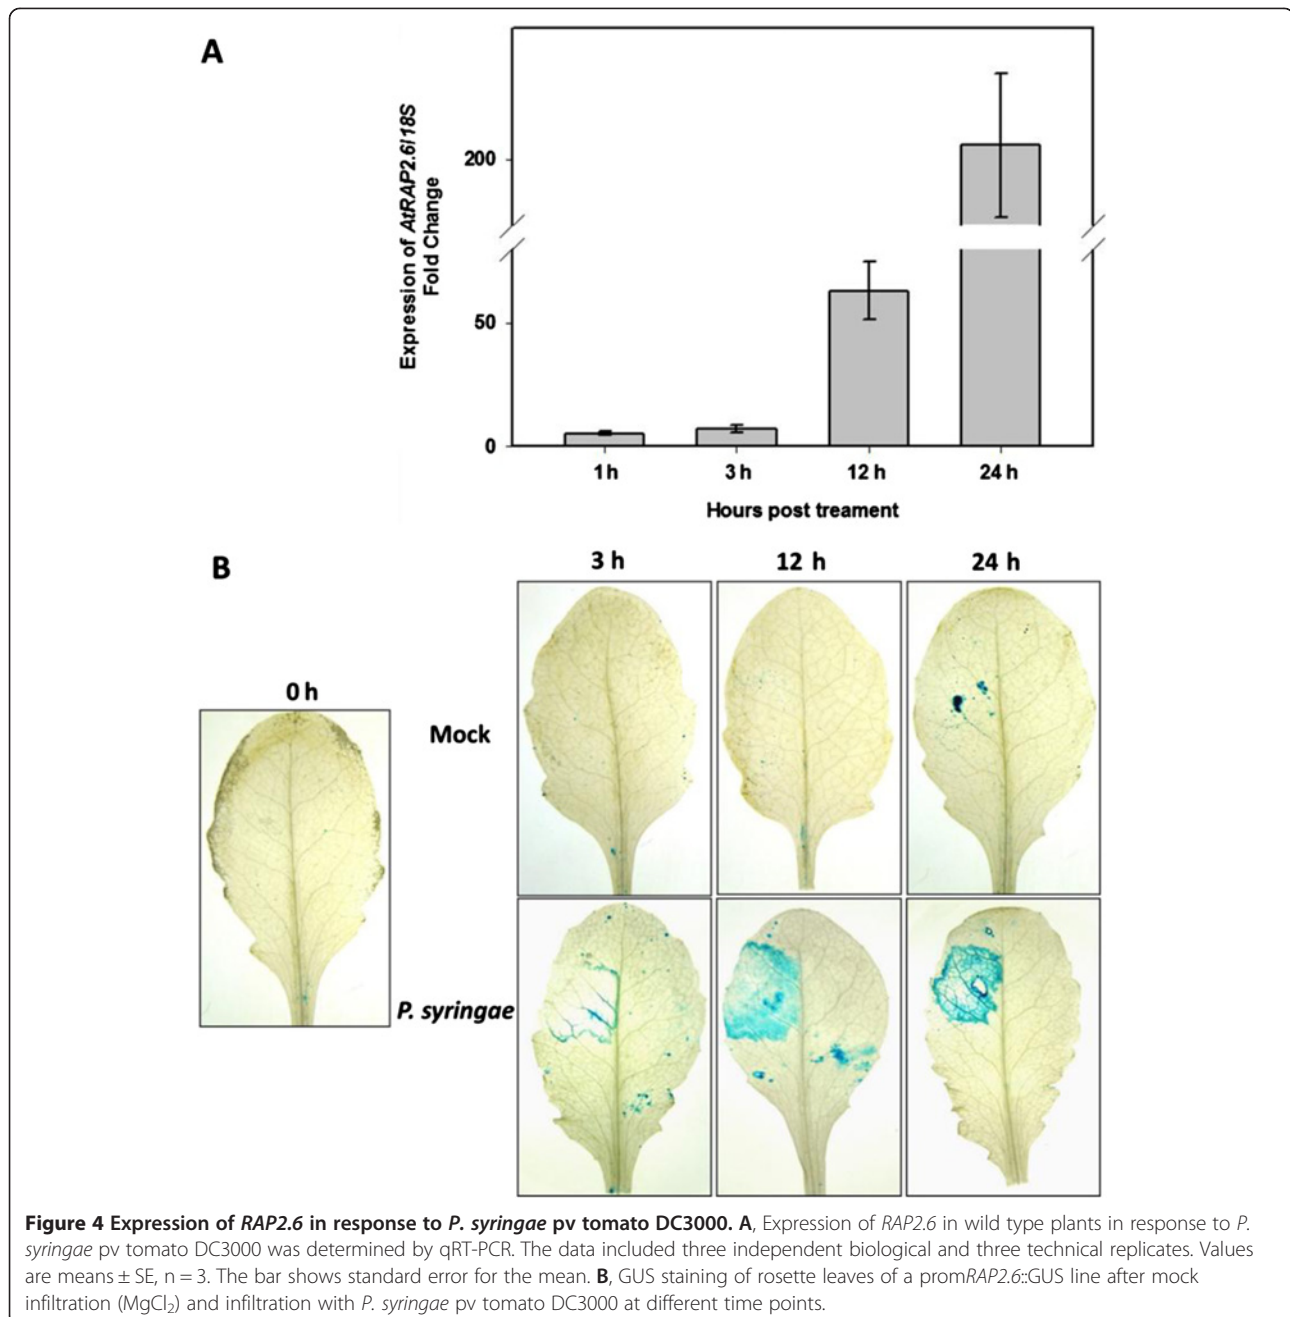 A
Expression of AtRAP2.6/18S
Fold Change
200
50
0
1 h 3 h 12 h 24 h
Hours post treament
B
3 h 12 h 24 h
0 h
Mock
P. syringae
Figure 4 Expression of RAP2.6 in response to P. syringae pv tomato DC3000. A, Expression of RAP2.6 in wild type plants in response to P.
syringae pv tomato DC3000 was determined by qRT-PCR. The data included three independent biological and three technical replicates. Values
are means ± SE, n = 3. The bar shows standard error for the mean. B, GUS staining of rosette leaves of a promRAP2.6::GUS line after mock
infiltration (MgCl₂) and infiltration with P. syringae pv tomato DC3000 at different time points.